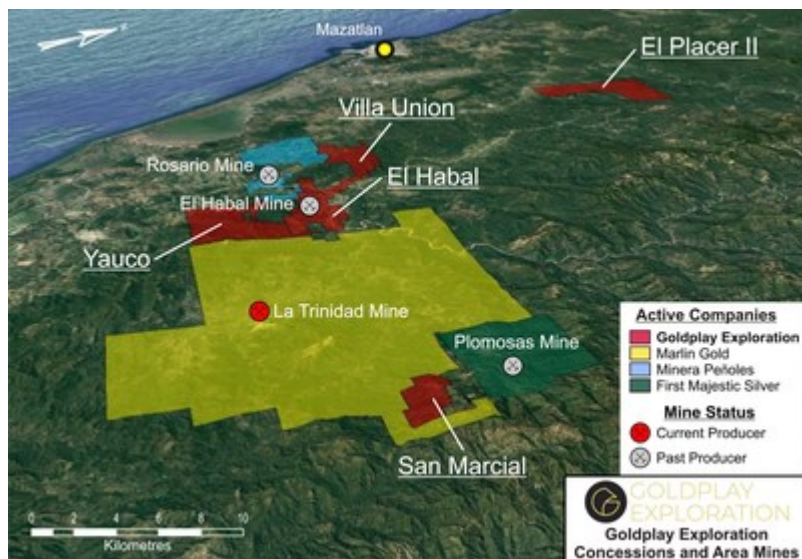 Mazatlan
El Placer II
Villa Union
Rosario Mine
El Habal
El Habal Mine
Yauco
La Trinidad Mine
Plomosas Mine
San Marcial
Active Companies
Goldplay Exploration
Marlin Gold
Minera Peñoles
First Majestic Silver
Mine Status
Current Producer
Past Producer
0 2 4 6 8 10
Kilometres
GOLDPLAY
EXPLORATION
Goldplay Exploration
Concessions and Area Mines